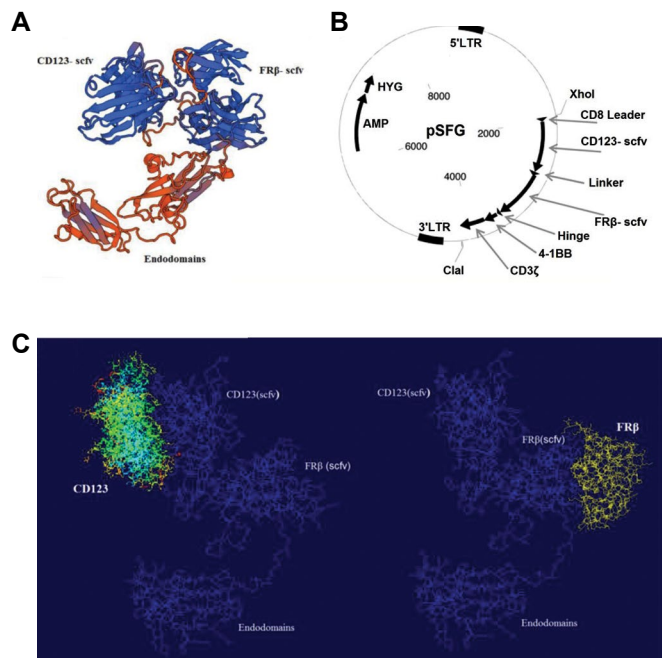 A
CD123- scfv
FRβ- scfv
Endodomains
B
5'LTR
HYG
AMP
pSFG
8000
2000
6000
4000
XhoI
CD8 Leader
CD123- scfv
Linker
FRβ- scfv
Hinge
4-1BB
CD3ζ
ClaI
3'LTR
C
CD123(scfv)
FRβ (scfv)
CD123
Endodomains
CD123(scfv)
FRβ(scfv)
FRβ
Endodomains